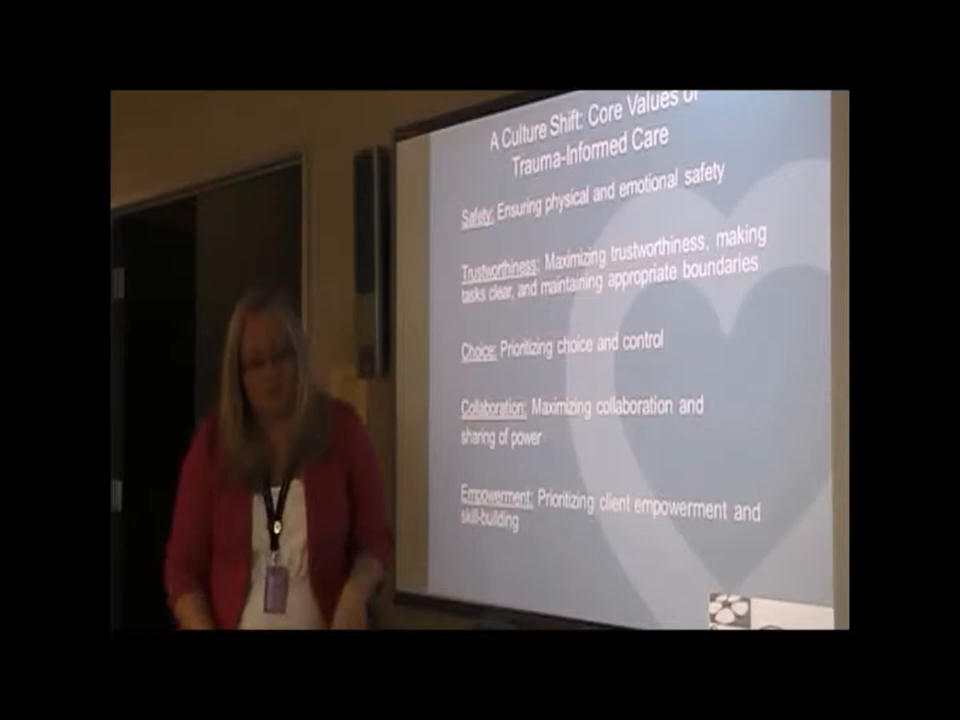 A Culture Shift: Core Values of
Trauma-Informed Care
Safety: Ensuring physical and emotional safety
Trustworthiness: Maximizing trustworthiness, making
tasks clear, and maintaining appropriate boundaries
Choice: Prioritizing choice and control
Collaboration: Maximizing collaboration and
sharing of power
Empowerment: Prioritizing client empowerment and
skill-building